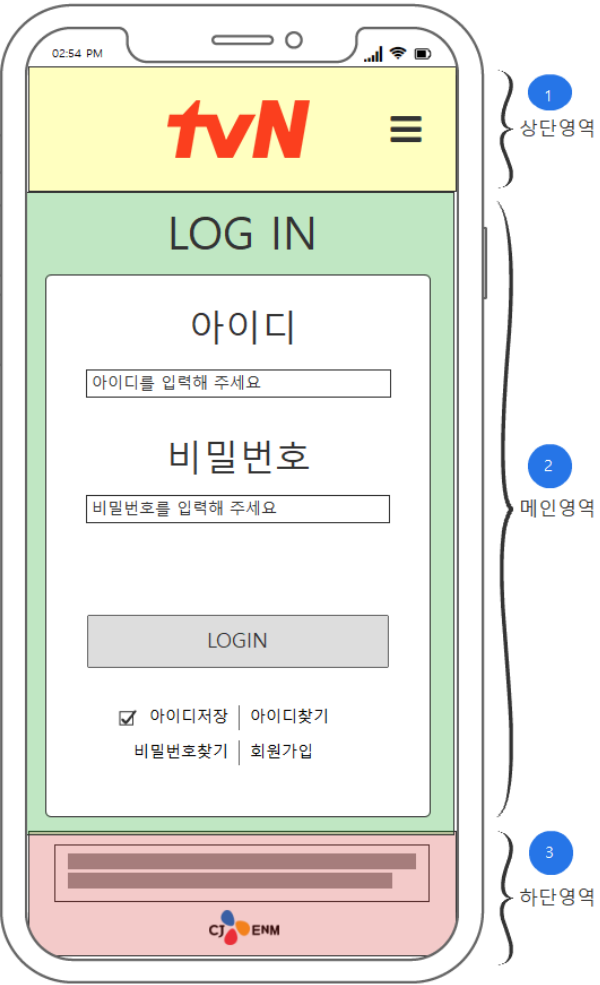 02:54 PM
tvN
1
상단영역
LOG IN
아이디
아이디를 입력해 주세요
비밀번호
2
비밀번호를 입력해 주세요
메인영역
LOGIN
아이디저장 아이디찾기
비밀번호찾기 회원가입
3
하단영역
CJ ENM